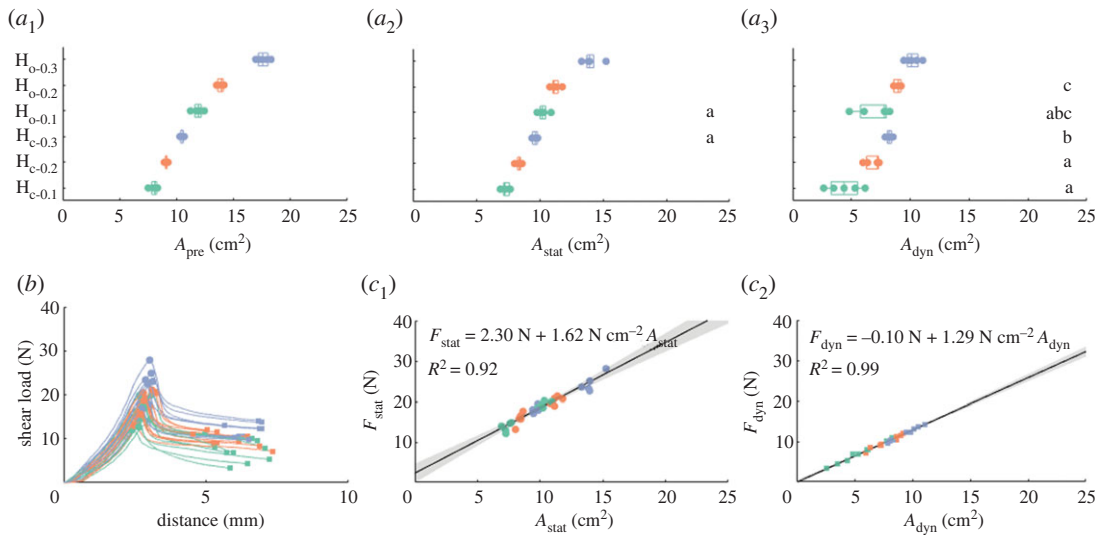 (a1)
(a2)
(a3)
Ho-0.3
Ho-0.2
Ho-0.1
Hc-0.3
Hc-0.2
Hc-0.1
a
a
c
abc
b
a
a
0 5 10 15 20 25
0 5 10 15 20 25
0 5 10 15 20 25
Apre (cm2)
Astat (cm2)
Adyn (cm2)
(b)
(c1)
(c2)
shear load (N)
40
30
20
10
0 5 10
distance (mm)
Fstat = 2.30 N + 1.62 N cm−2 Astat
R2 = 0.92
Fstat (N)
40
30
20
10
0 5 10 15 20 25
Astat (cm2)
Fdyn = –0.10 N + 1.29 N cm−2 Adyn
R2 = 0.99
Fdyn (N)
40
30
20
10
0 5 10 15 20 25
Adyn (cm2)